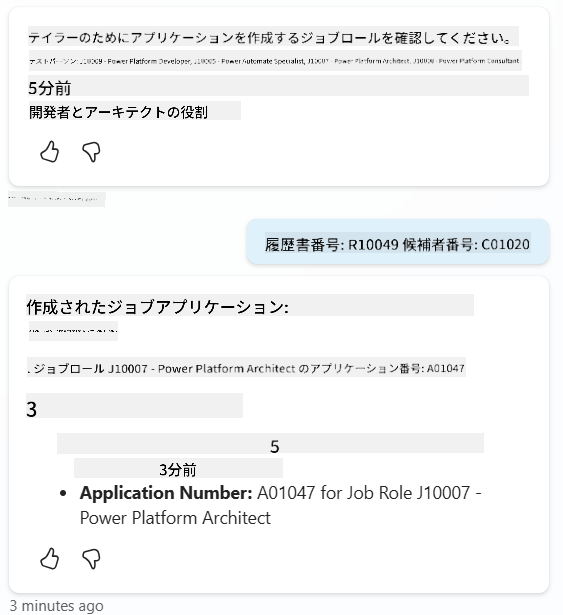 テイラーのためにアプリケーションを作成するジョブロールを確認してください。
テストパーソン: J10009 - Power Platform Developer, J10005 - Power Automate Specialist, J10007 - Power Platform Architect, J10008 - Power Platform Consultant
5分前
開発者とアーキテクトの役割
履歴書番号: R10049 候補者番号: C01020
作成されたジョブアプリケーション:
. ジョブロール J10007 - Power Platform Architect のアプリケーション番号: A01047
3
5
3分前
• Application Number: A01047 for Job Role J10007 -
Power Platform Architect
3 minutes ago